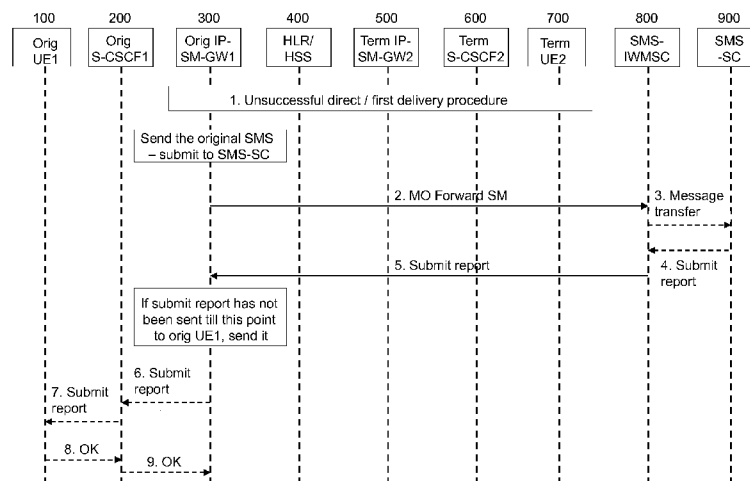 100 200 300 400 500 600 700 800 900
Orig UE1
Orig S-CSCF1
Orig IP-SM-GW1
HLR/ HSS
Term IP-SM-GW2
Term S-CSCF2
Term UE2
SMS-IWMSC
SMS -SC
1. Unsuccessful direct / first delivery procedure
Send the original SMS
– submit to SMS-SC
2. MO Forward SM
3. Message
transfer
5. Submit report
4. Submit
report
If submit report has not
been sent till this point
to orig UE1, send it
6. Submit
report
7. Submit
report
8. OK
9. OK